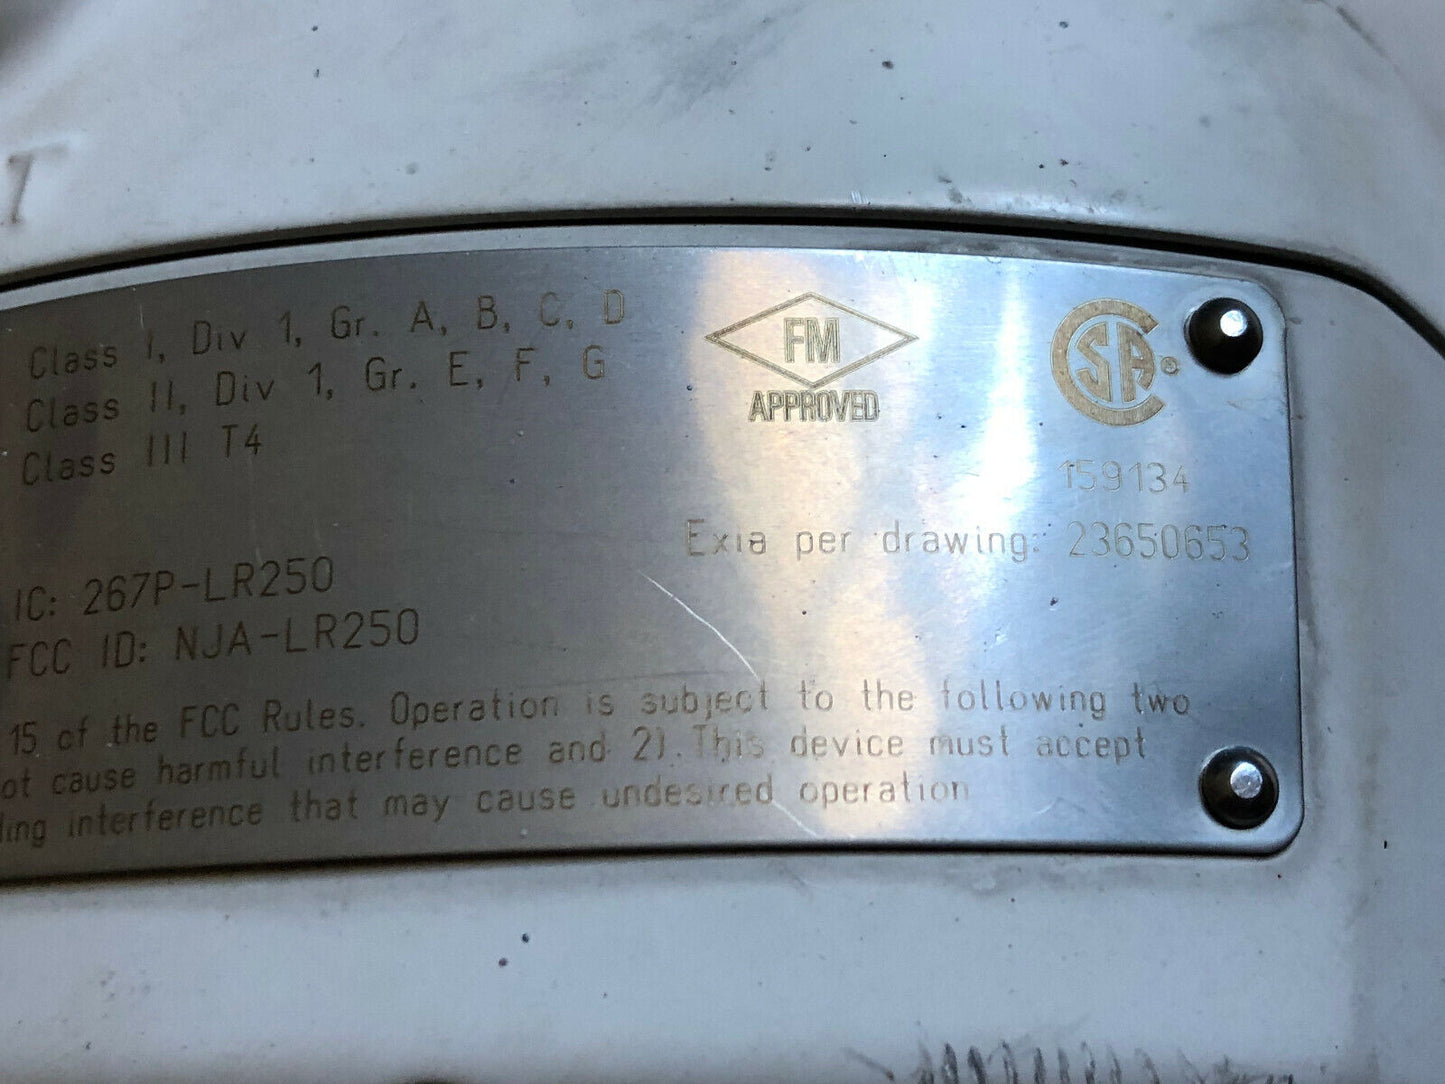 T
Class I, Div 1, Gr. A, B, C, D
Class II, Div 1, Gr. E, F, G
Class III T4
FM
APPROVED
CSA®
159134
Exia per drawing: 23650653
IC: 267P-LR250
FCC ID: NJA-LR250
15 of the FCC Rules. Operation is subject to the following two
ot cause harmful interference and 2). This device must accept
ding interference that may cause undesired operation